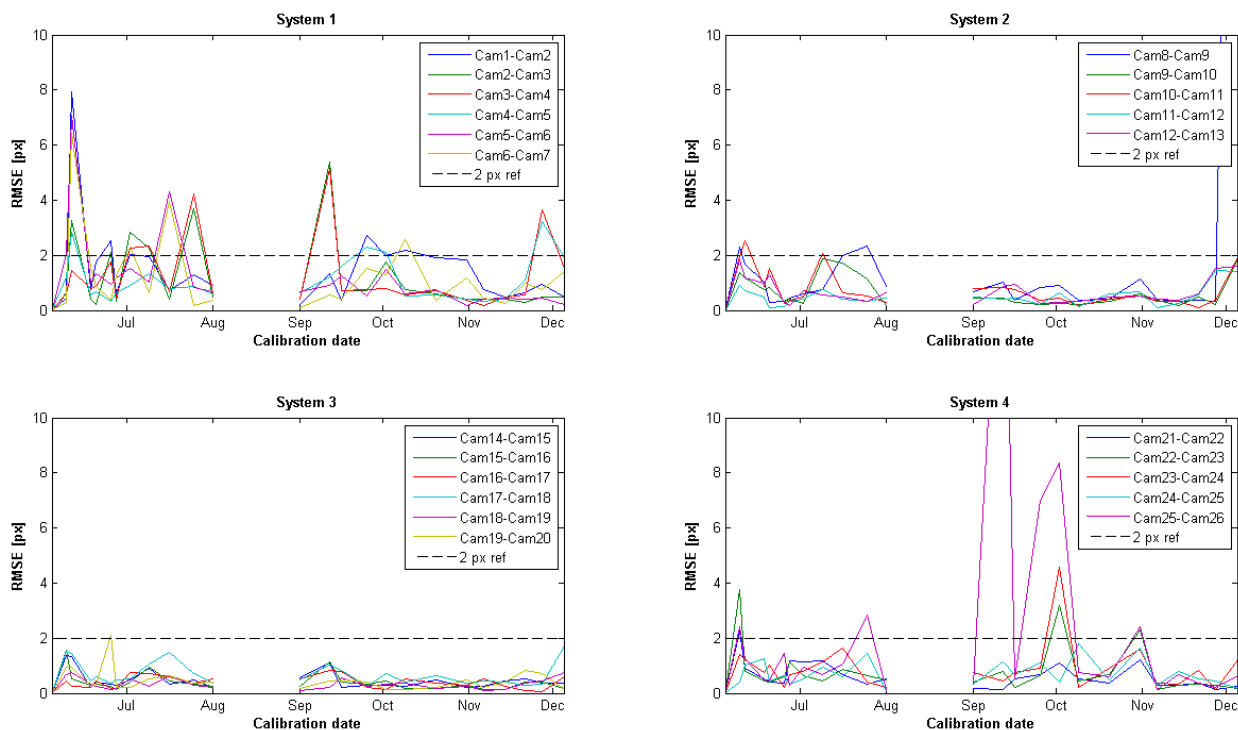 System 1
10
8
6
4
2
0
RMSE [px]
Jul Aug Sep Oct Nov Dec
Calibration date
Cam1-Cam2
Cam2-Cam3
Cam3-Cam4
Cam4-Cam5
Cam5-Cam6
Cam6-Cam7
2 px ref
System 2
10
8
6
4
2
0
RMSE [px]
Jul Aug Sep Oct Nov Dec
Calibration date
Cam8-Cam9
Cam9-Cam10
Cam10-Cam11
Cam11-Cam12
Cam12-Cam13
2 px ref
System 3
10
8
6
4
2
0
RMSE [px]
Jul Aug Sep Oct Nov Dec
Calibration date
Cam14-Cam15
Cam15-Cam16
Cam16-Cam17
Cam17-Cam18
Cam18-Cam19
Cam19-Cam20
2 px ref
System 4
10
8
6
4
2
0
RMSE [px]
Jul Aug Sep Oct Nov Dec
Calibration date
Cam21-Cam22
Cam22-Cam23
Cam23-Cam24
Cam24-Cam25
Cam25-Cam26
2 px ref